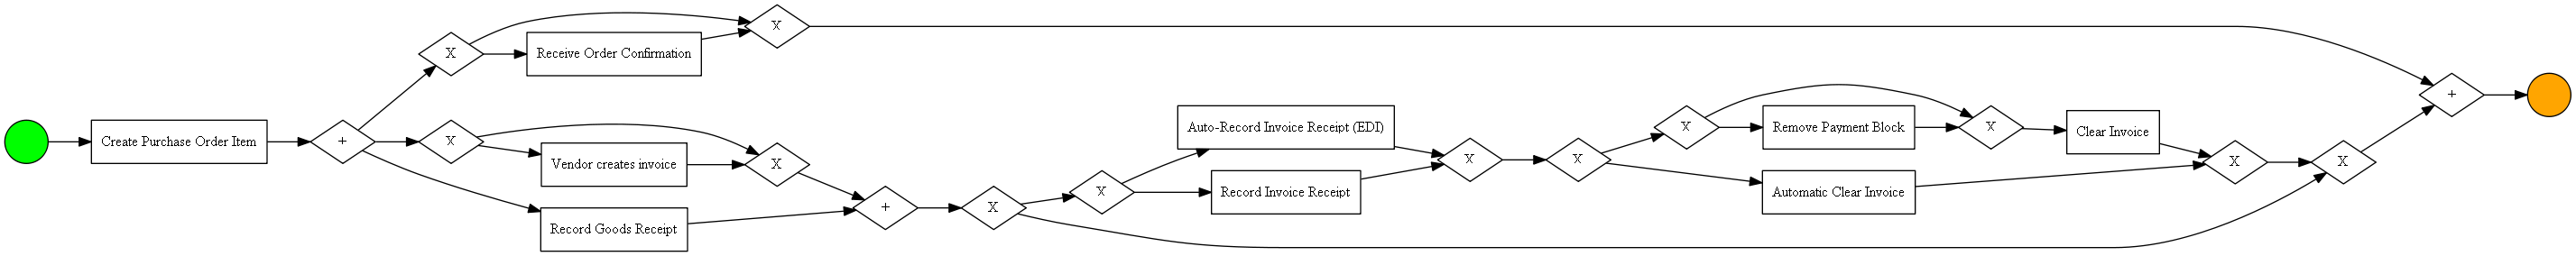 X
X
Receive Order Confirmation
+
Auto-Record Invoice Receipt (EDI)
X
Remove Payment Block
X
Clear Invoice
Create Purchase Order Item
+
X
Vendor creates invoice
X
X
X
X
X
X
Record Invoice Receipt
Automatic Clear Invoice
+
X
Record Goods Receipt